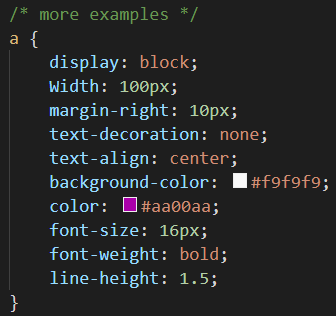 /* more examples */
a {
display: block;
Width: 100px;
margin-right: 10px;
text-decoration: none;
text-align: center;
background-color: #f9f9f9;
color: #aa00aa;
font-size: 16px;
font-weight: bold;
line-height: 1.5;
}